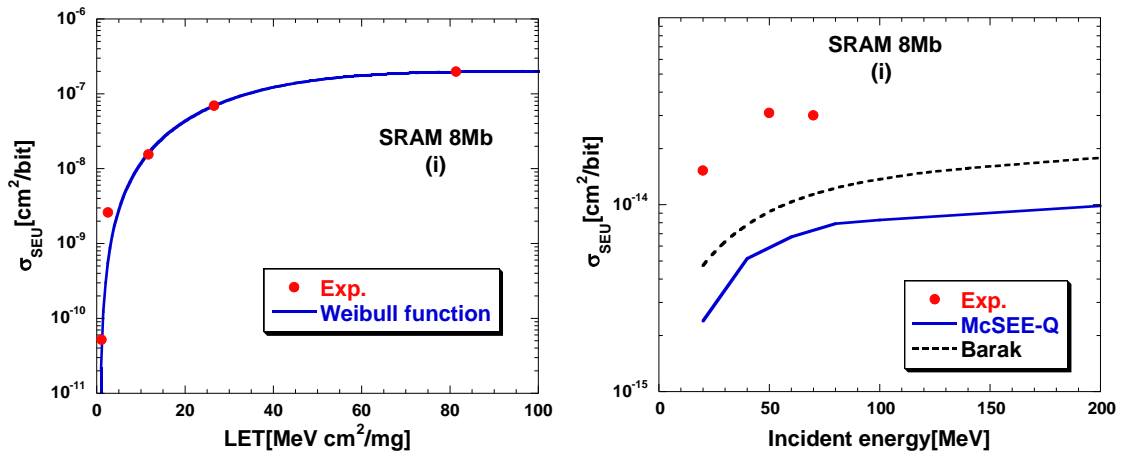 10⁻⁶
10⁻⁷
10⁻⁸
10⁻⁹
10⁻¹⁰
10⁻¹¹
σSEU[cm²/bit]
SRAM 8Mb
(i)
Exp.
Weibull function
0 20 40 60 80 100
LET[MeV cm²/mg]
SRAM 8Mb
(i)
10⁻¹⁴
10⁻¹⁵
σSEU[cm²/bit]
Exp.
McSEE-Q
Barak
0 50 100 150 200
Incident energy[MeV]